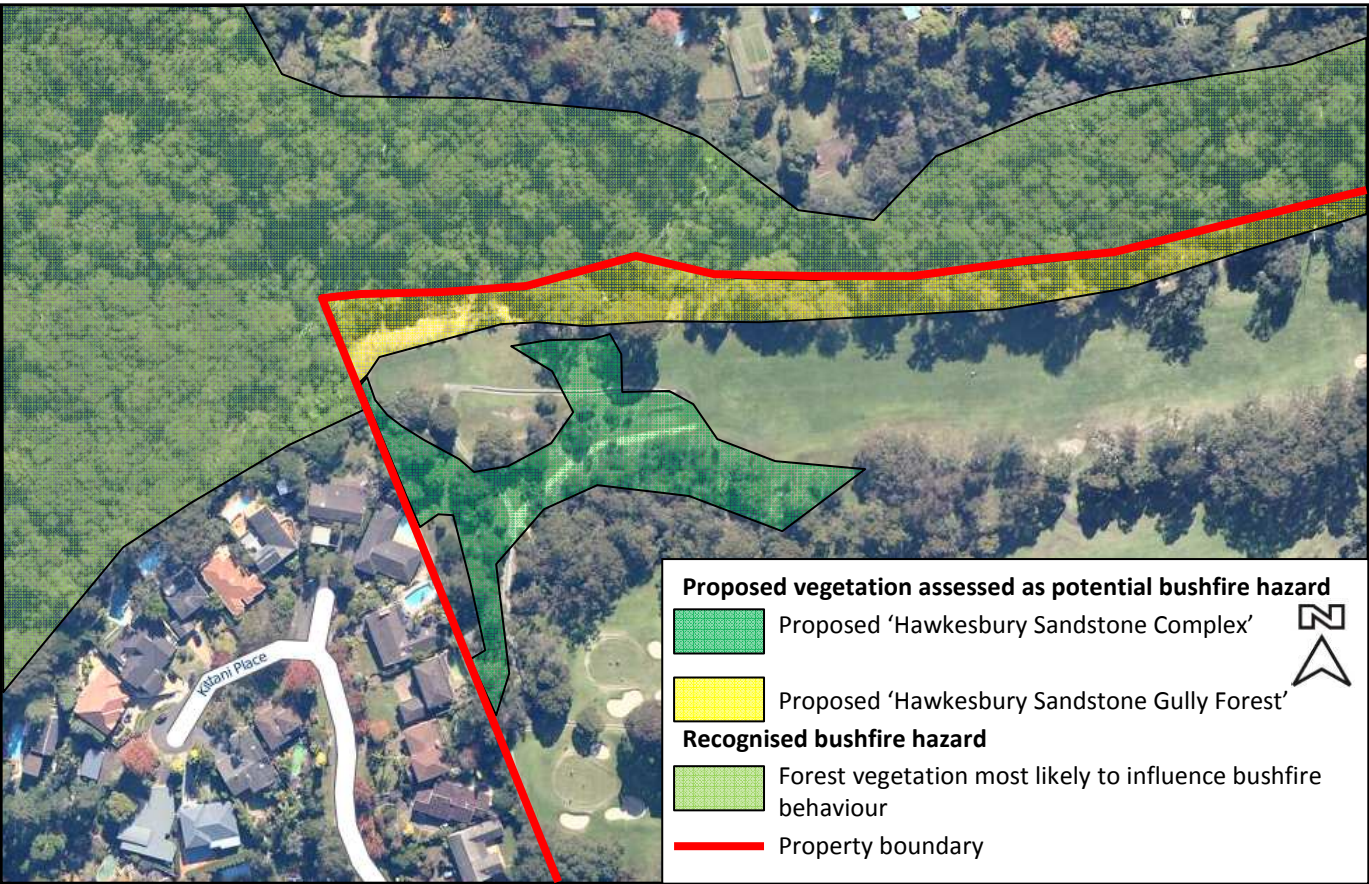 Kitani Place
Proposed vegetation assessed as potential bushfire hazard
Proposed ‘Hawkesbury Sandstone Complex’
N
Proposed ‘Hawkesbury Sandstone Gully Forest’
Recognised bushfire hazard
Forest vegetation most likely to influence bushfire
behaviour
Property boundary